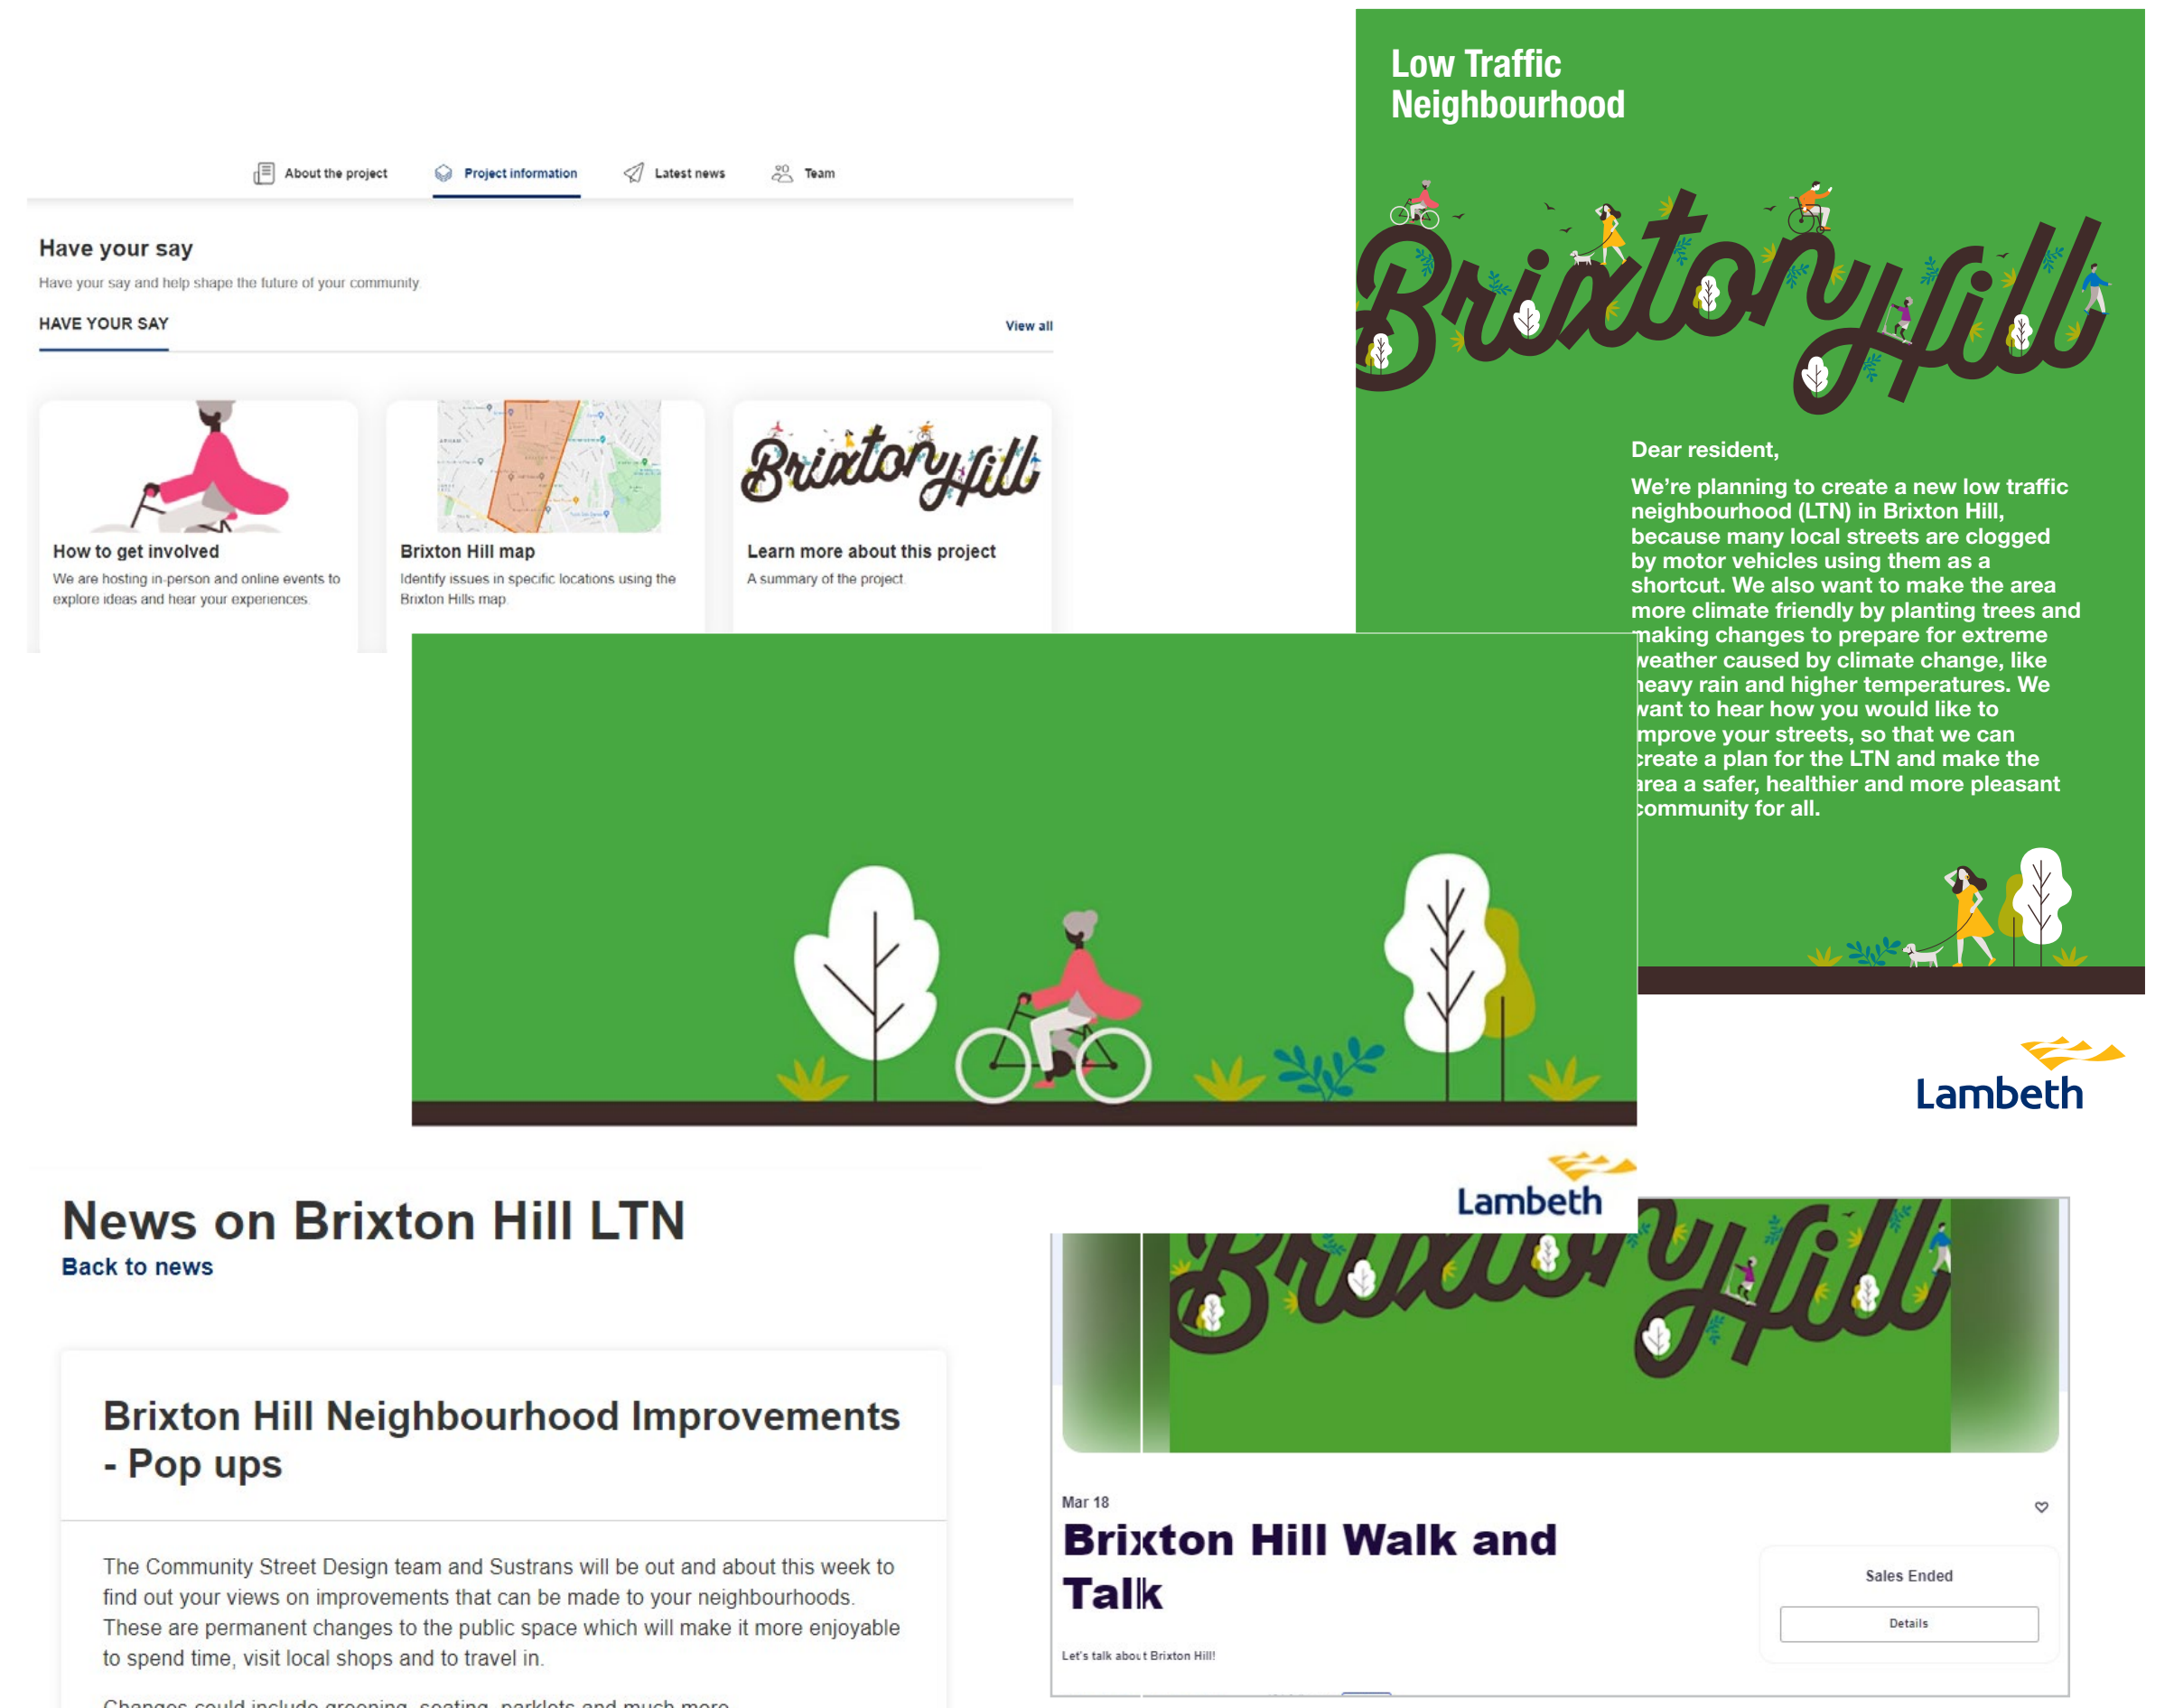 About the project
Project information
Latest news
Team
Have your say
Have your say and help shape the future of your community.
HAVE YOUR SAY
View all
Brixton Hill
How to get involved
We are hosting in-person and online events to
explore ideas and hear your experiences.
Brixton Hill map
Identify issues in specific locations using the
Brixton Hills map.
Learn more about this project
A summary of the project.
Low Traffic
Neighbourhood
Brixton Hill
Dear resident,
We're planning to create a new low traffic
neighbourhood (LTN) in Brixton Hill,
because many local streets are clogged
by motor vehicles using them as a
shortcut. We also want to make the area
more climate friendly by planting trees and
making changes to prepare for extreme
weather caused by climate change, like
heavy rain and higher temperatures. We
want to hear how you would like to
improve your streets, so that we can
create a plan for the LTN and make the
area a safer, healthier and more pleasant
community for all.
Lambeth
Lambeth
News on Brixton Hill LTN
Back to news
Brixton Hill Neighbourhood Improvements
- Pop ups
The Community Street Design team and Sustrans will be out and about this week to
find out your views on improvements that can be made to your neighbourhoods.
These are permanent changes to the public space which will make it more enjoyable
to spend time, visit local shops and to travel in.
Changes could include greening, seating, parklets and much more
Brixton Hill
Mar 18
Brixton Hill Walk and
Talk
Let's talk about Brixton Hill!
Sales Ended
Details